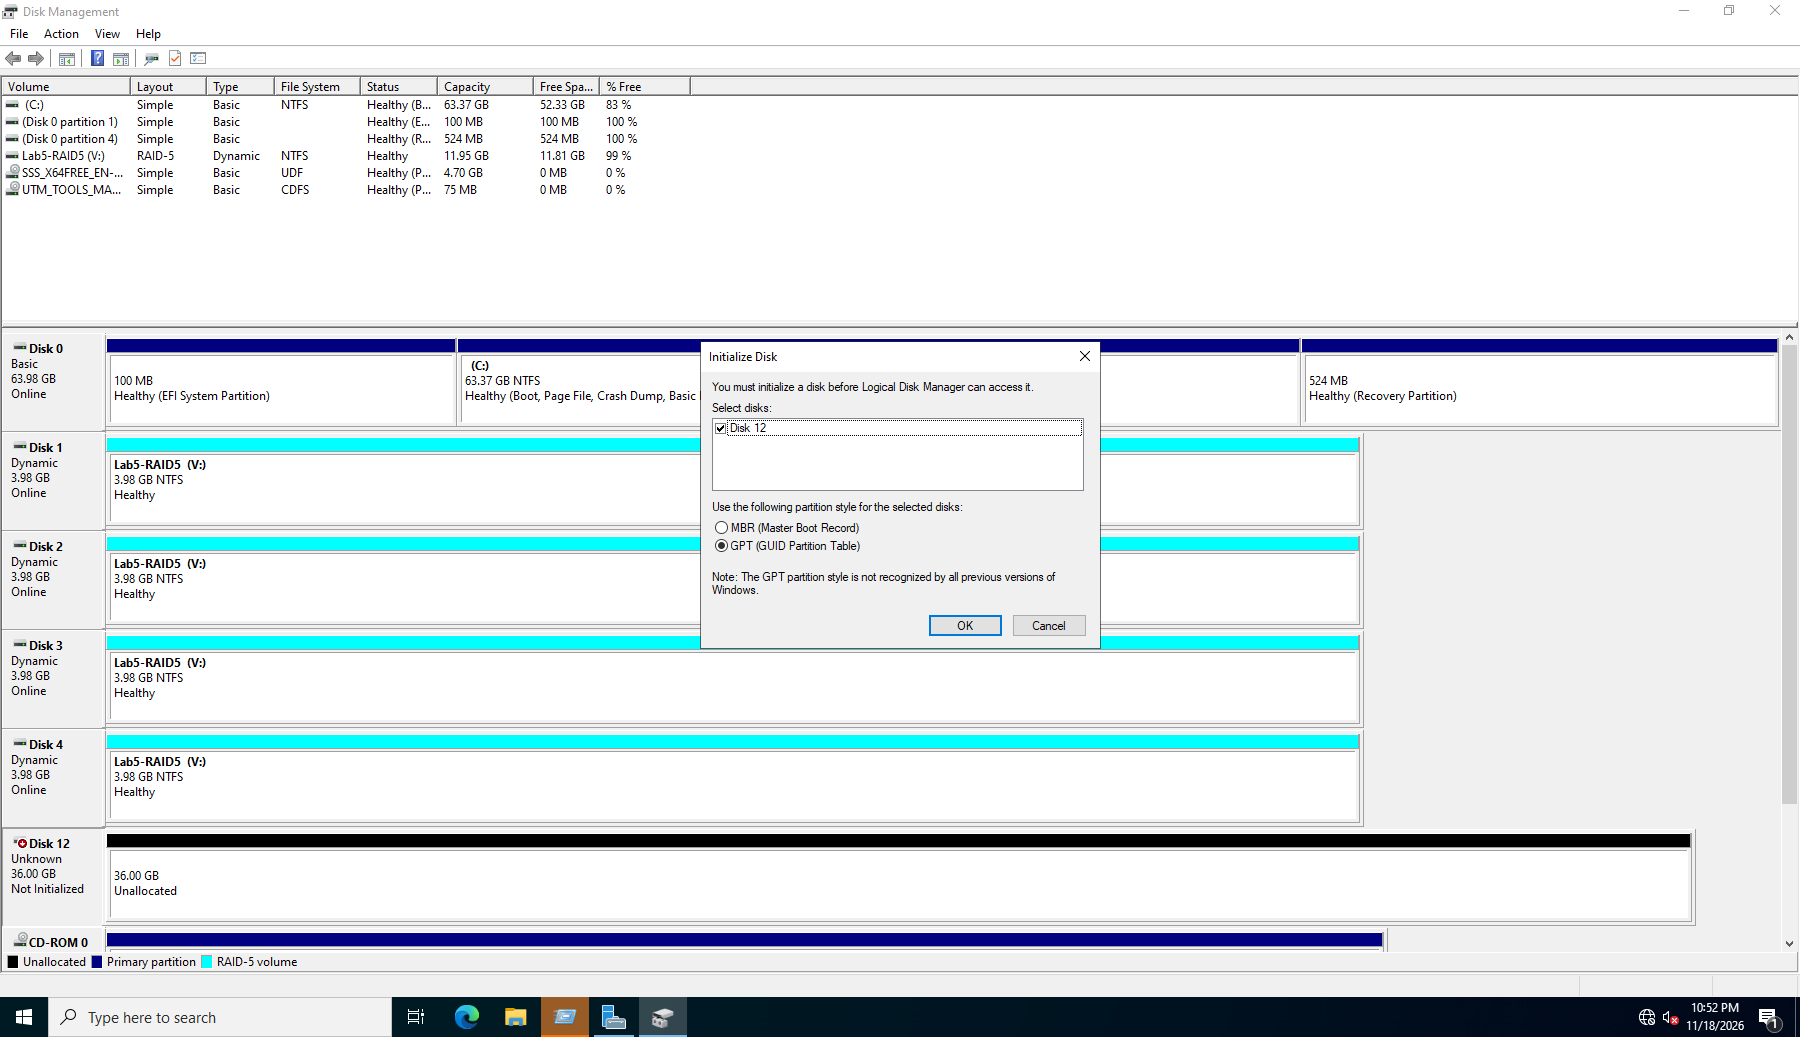 Disk Management
File Action View Help
Volume Layout Type File System Status Capacity Free Spa... % Free
(C:) Simple Basic NTFS Healthy (B... 63.37 GB 52.33 GB 83 %
(Disk 0 partition 1) Simple Basic Healthy (E... 100 MB 100 MB 100 %
(Disk 0 partition 4) Simple Basic Healthy (R... 524 MB 524 MB 100 %
Lab5-RAID5 (V:) RAID-5 Dynamic NTFS Healthy 11.95 GB 11.81 GB 99 %
SSS_X64FREE_EN-... Simple Basic UDF Healthy (P... 4.70 GB 0 MB 0 %
UTM_TOOLS_MA... Simple Basic CDFS Healthy (P... 75 MB 0 MB 0 %
Disk 0
Basic
63.98 GB
Online
100 MB
Healthy (EFI System Partition)
(C:)
63.37 GB NTFS
Healthy (Boot, Page File, Crash Dump, Basic
524 MB
Healthy (Recovery Partition)
Disk 1
Dynamic
3.98 GB
Online
Lab5-RAID5 (V:)
3.98 GB NTFS
Healthy
Disk 2
Dynamic
3.98 GB
Online
Lab5-RAID5 (V:)
3.98 GB NTFS
Healthy
Disk 3
Dynamic
3.98 GB
Online
Lab5-RAID5 (V:)
3.98 GB NTFS
Healthy
Disk 4
Dynamic
3.98 GB
Online
Lab5-RAID5 (V:)
3.98 GB NTFS
Healthy
Disk 12
Unknown
36.00 GB
Not Initialized
36.00 GB
Unallocated
CD-ROM 0
Unallocated Primary partition RAID-5 volume
Initialize Disk
You must initialize a disk before Logical Disk Manager can access it.
Select disks:
Disk 12
Use the following partition style for the selected disks:
MBR (Master Boot Record)
GPT (GUID Partition Table)
Note: The GPT partition style is not recognized by all previous versions of
Windows.
OK Cancel
Type here to search
10:52 PM
11/18/2026
1